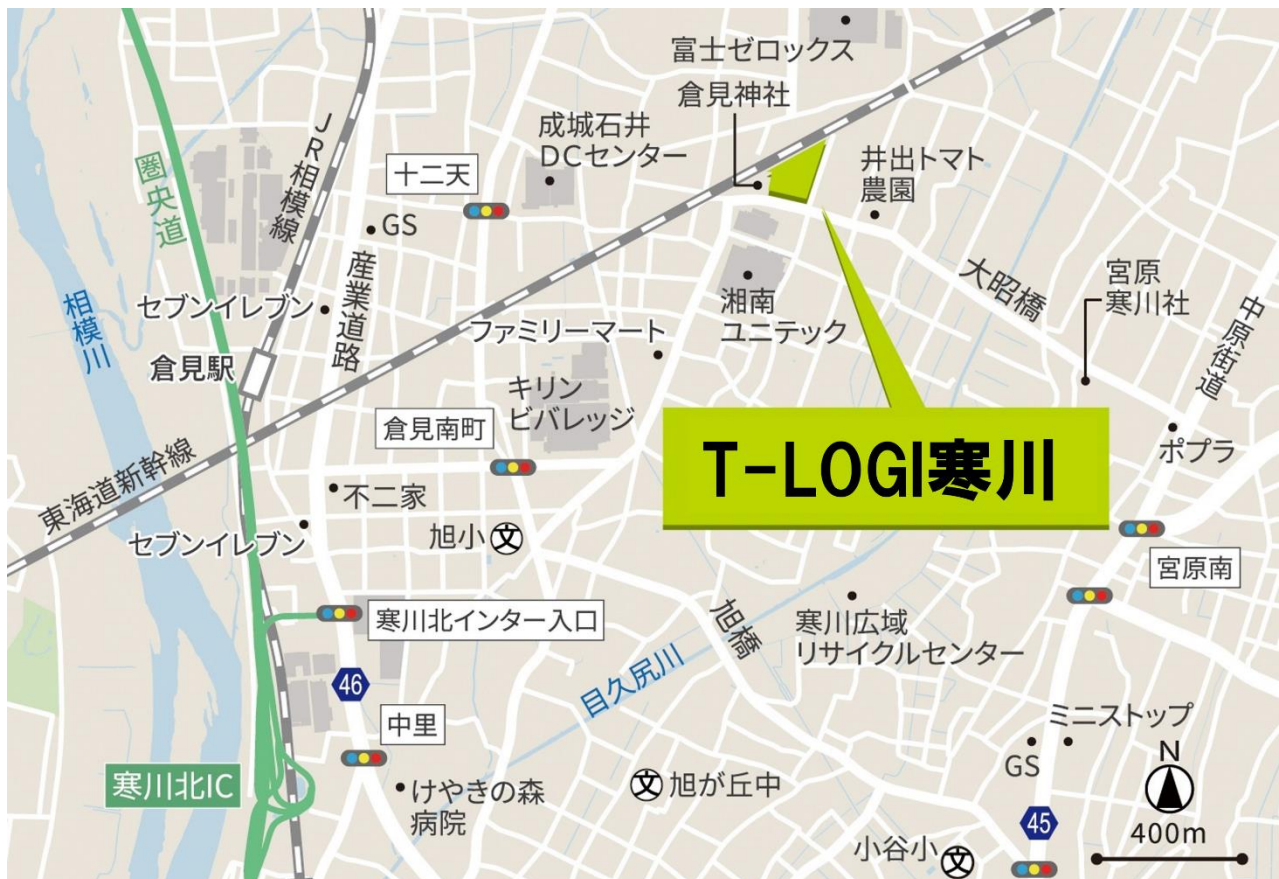 富士ゼロックス
倉見神社
成城石井
DCセンター
JR相模線
圏央道
十二天
井出トマト
農園
GS
産業道路
大昭橋
宮原
寒川社
相模川
セブンイレブン
湘南
ユニテック
中原街道
ファミリーマート
倉見駅
キリン
ビバレッジ
倉見南町
T-LOGI寒川
ポプラ
東海道新幹線
不二家
セブンイレブン
旭小
文
宮原南
寒川北インター入口
旭橋
寒川広域
リサイクルセンター
目久尻川
46
中里
ミニストップ
GS
N
寒川北IC
けやきの森
病院
文
旭が丘中
45
400m
小谷小
文